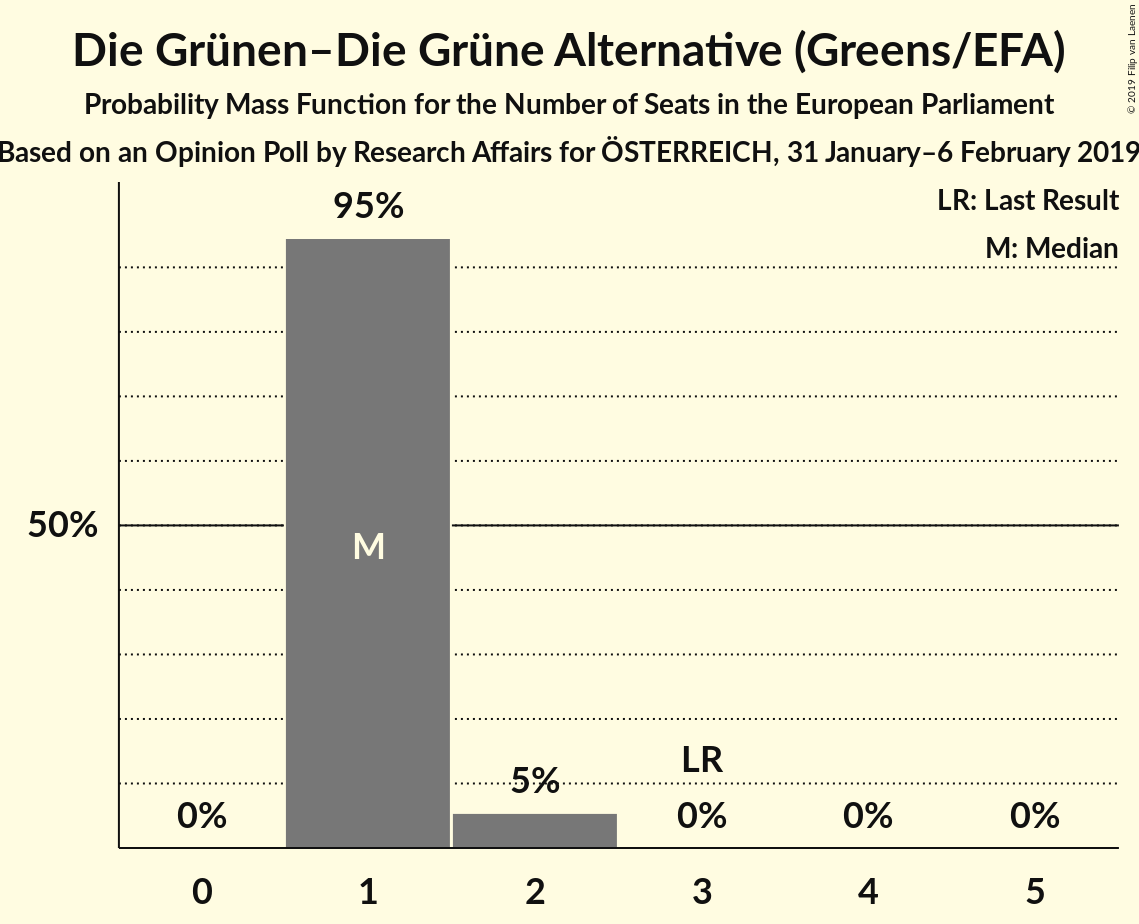 Die Grünen–Die Grüne Alternative (Greens/EFA)
Probability Mass Function for the Number of Seats in the European Parliament
Based on an Opinion Poll by Research Affairs for ÖSTERREICH, 31 January–6 February 2019
© 2019 Filip van Laenen
LR: Last Result
M: Median
95%
50%
M
LR
5%
0%
0%
0%
0%
0 1 2 3 4 5